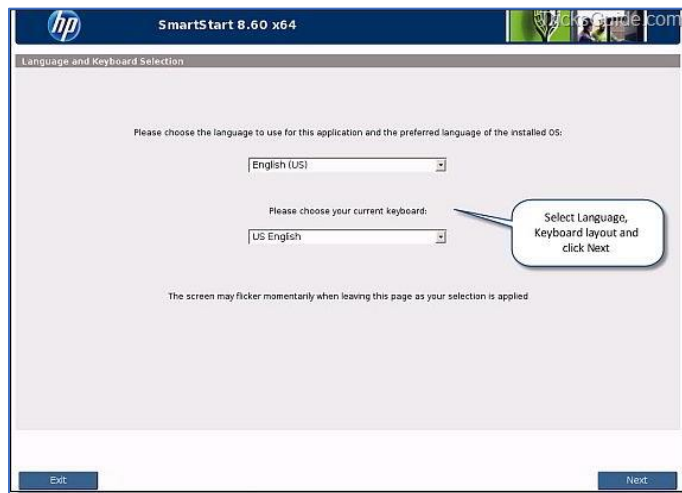 hp
SmartStart 8.60 x64
TricksGuide.com
Language and Keyboard Selection
Please choose the language to use for this application and the preferred language of the installed OS:
English (US)
Please choose your current keyboard:
US English
Select Language,
Keyboard layout and
click Next
The screen may flicker momentarily when leaving this page as your selection is applied
Exit
Next